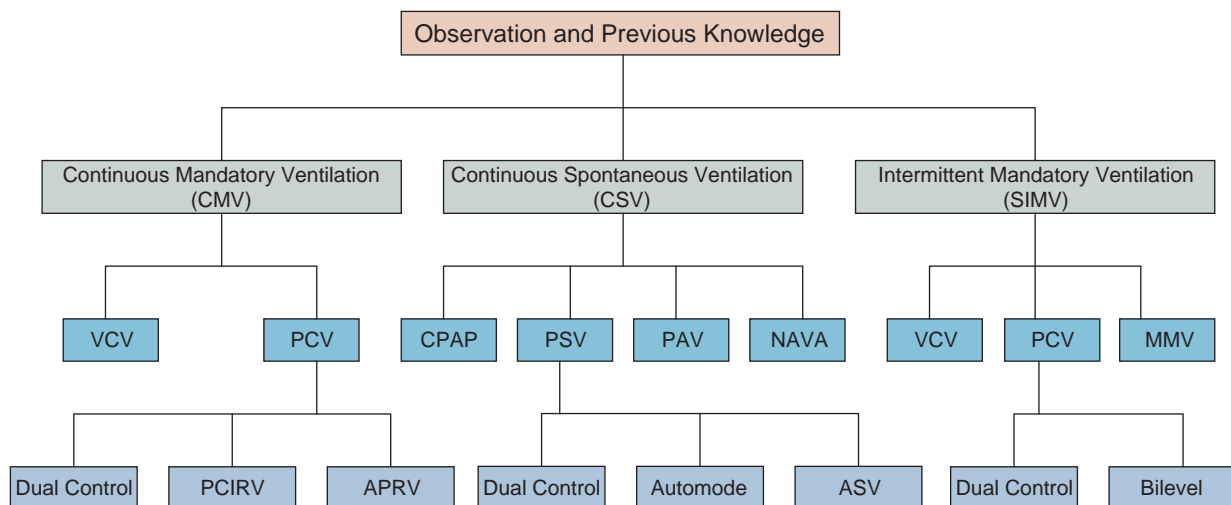 Observation and Previous Knowledge
Continuous Mandatory Ventilation
(CMV)
Continuous Spontaneous Ventilation
(CSV)
Intermittent Mandatory Ventilation
(SIMV)
VCV
PCV
CPAP
PSV
PAV
NAVA
VCV
PCV
MMV
Dual Control
PCIRV
APRV
Dual Control
Automode
ASV
Dual Control
Bilevel